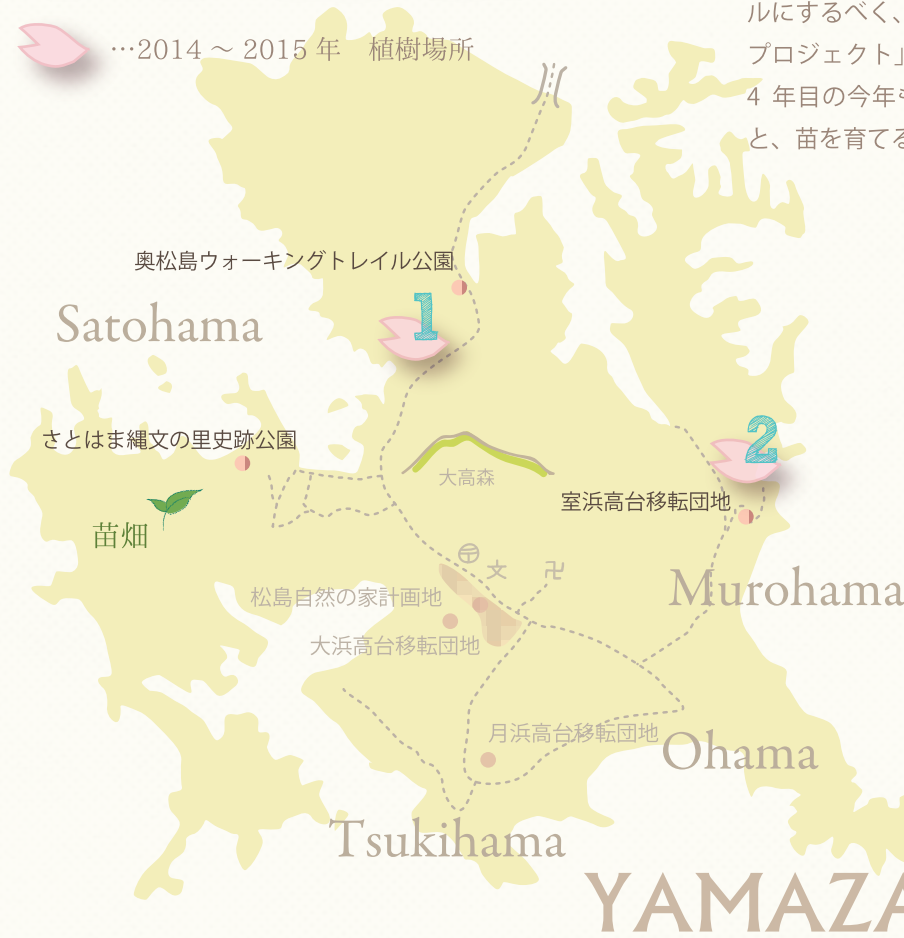 …2014 ～ 2015 年　植樹場所
ルにするべく、
プロジェクト」
4 年目の今年
と、苗を育てる
奥松島ウォーキングトレイル公園
1
Satohama
さとはま縄文の里史跡公園
2
大高森
室浜高台移転団地
苗畑
〒 文 卍
Murohama
松島自然の家計画地
大浜高台移転団地
月浜高台移転団地
Ohama
Tsukihama
YAMAZA